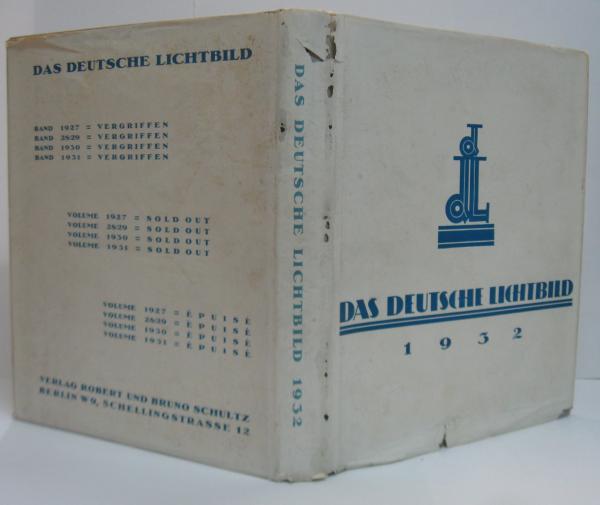 DAS DEUTSCHE LICHTBILD
BAND 1927 = VERGRIFFEN
BAND 28/29 = VERGRIFFEN
BAND 1930 = VERGRIFFEN
BAND 1931 = VERGRIFFEN
VOLUME 1927 = SOLD OUT
VOLUME 28/29 = SOLD OUT
VOLUME 1930 = SOLD OUT
VOLUME 1931 = SOLD OUT
VOLUME 1927 = ÉPUISÉ
VOLUME 28/29 = ÉPUISÉ
VOLUME 1930 = ÉPUISÉ
VOLUME 1931 = ÉPUISÉ
VERLAG ROBERT UND BRUNO SCHULTZ
BERLIN W9, SCHELLINGSTRASSE 12
DAS DEUTSCHE LICHTBILD 1932
dL
DAS DEUTSCHE LICHTBILD
1932